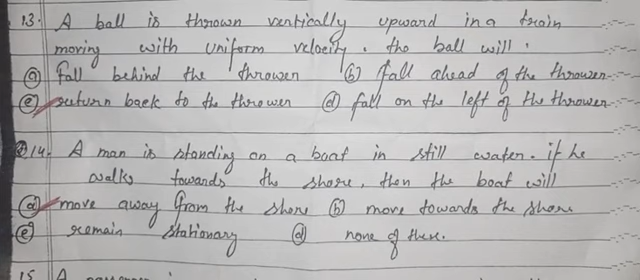 13. A ball is thrown vertically upward in a train
moving with uniform velocity. the ball will:
(a) fall behind the thrower (b) fall ahead of the thrower
(c) return back to the thrower (d) fall on the left of the thrower
14. A man is standing on a boat in still water. if he
walks towards the shore, then the boat will
(a) move away from the shore (b) move towards the shore
(c) remain stationary (d) none of these.
15 A